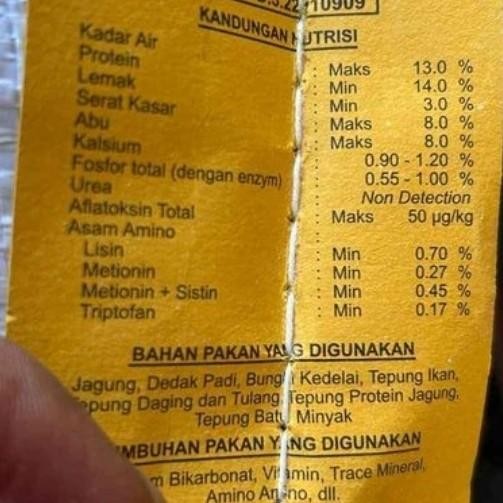 10909
KANDUNGAN NUTRISI
Kadar Air : Maks 13.0 %
Protein : Min 14.0 %
Lemak : Min 3.0 %
Serat Kasar : Maks 8.0 %
Abu : Maks 8.0 %
Kalsium : 0.90 - 1.20 %
Fosfor total (dengan enzym) : 0.55 - 1.00 %
Urea : Non Detection
Aflatoksin Total : Maks 50 µg/kg
Asam Amino
Lisin : Min 0.70 %
Metionin : Min 0.27 %
Metionin + Sistin : Min 0.45 %
Triptofan : Min 0.17 %
BAHAN PAKAN YANG DIGUNAKAN
Jagung, Dedak Padi, Bungkil Kedelai, Tepung Ikan,
Tepung Daging dan Tulang, Tepung Protein Jagung,
Tepung Batu, Minyak
IMBUHAN PAKAN YANG DIGUNAKAN
Bikarbonat, Vitamin, Trace Mineral,
Amino Amino, dll.